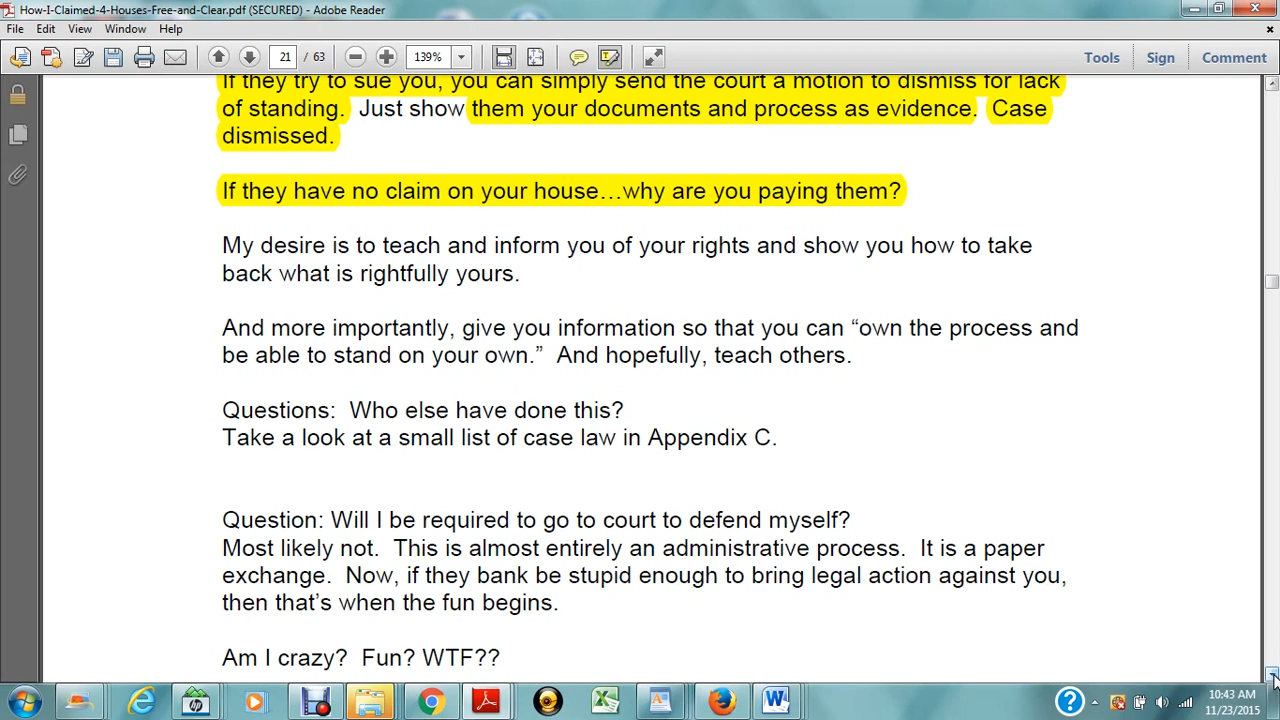 How-I-Claimed-4-Houses-Free-and-Clear.pdf (SECURED) - Adobe Reader
File Edit View Window Help
21 / 63 139% Tools Sign Comment
If they try to sue you, you can simply send the court a motion to dismiss for lack
of standing. Just show them your documents and process as evidence. Case
dismissed.
If they have no claim on your house…why are you paying them?
My desire is to teach and inform you of your rights and show you how to take
back what is rightfully yours.
And more importantly, give you information so that you can “own the process and
be able to stand on your own.” And hopefully, teach others.
Questions: Who else have done this?
Take a look at a small list of case law in Appendix C.
Question: Will I be required to go to court to defend myself?
Most likely not. This is almost entirely an administrative process. It is a paper
exchange. Now, if they bank be stupid enough to bring legal action against you,
then that’s when the fun begins.
Am I crazy? Fun? WTF??
10:43 AM
11/23/2015